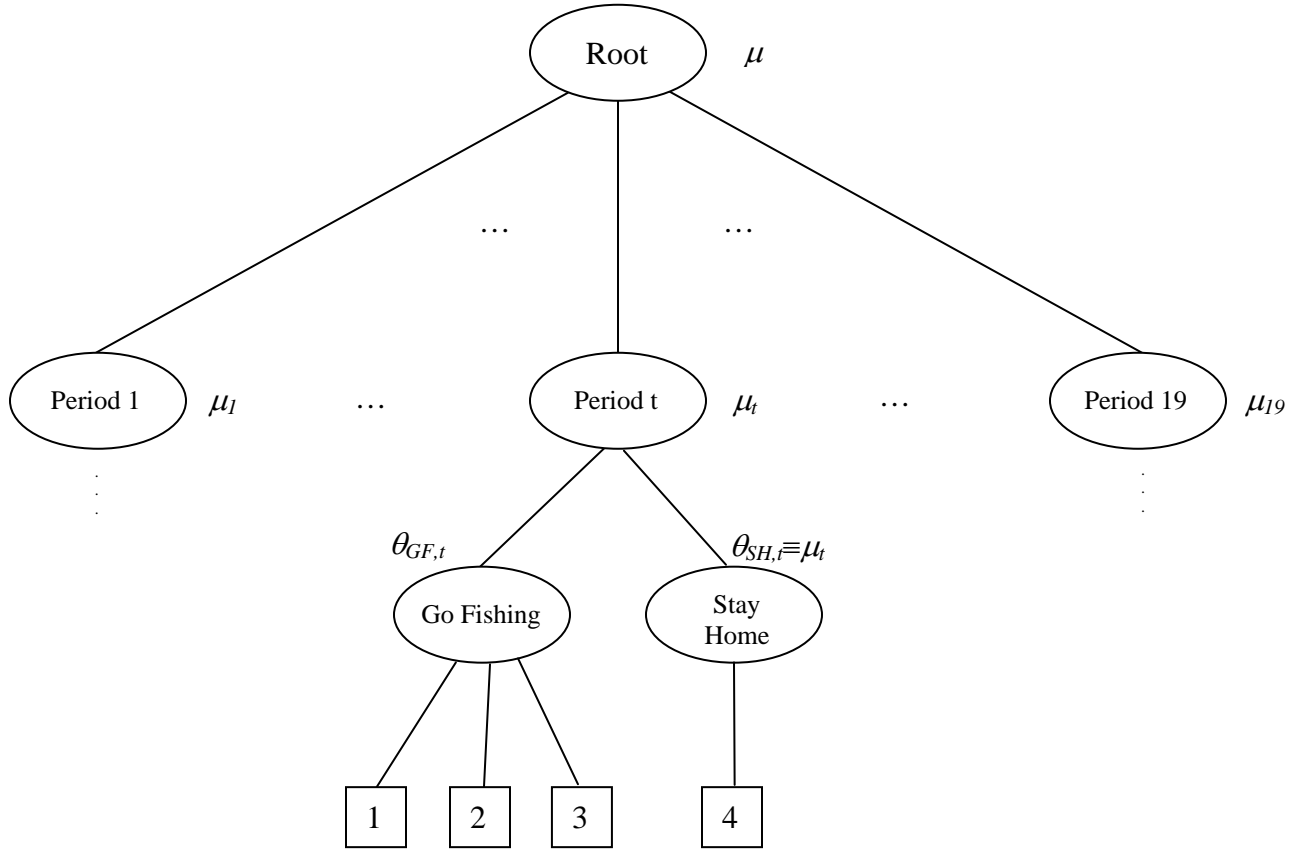 Root μ
… …
Period 1 μ1 … Period t μt … Period 19 μ19
θGF,t θSH,t≡μt
Go Fishing
Stay
Home
1 2 3 4